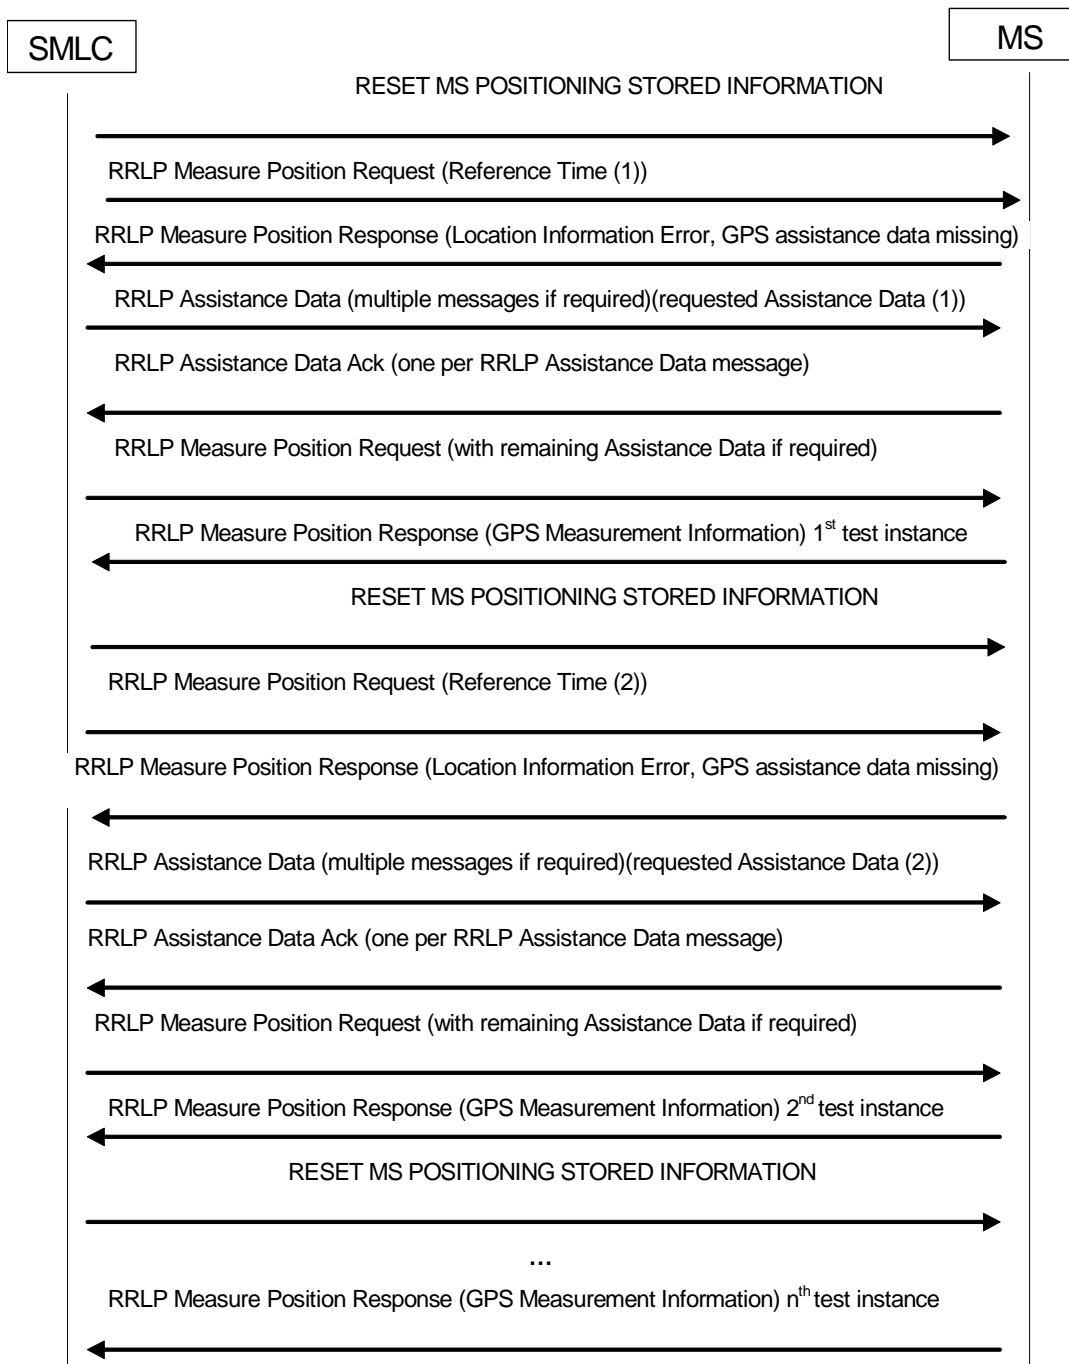 SMLC
MS
RESET MS POSITIONING STORED INFORMATION
RRLP Measure Position Request (Reference Time (1))
RRLP Measure Position Response (Location Information Error, GPS assistance data missing)
RRLP Assistance Data (multiple messages if required)(requested Assistance Data (1))
RRLP Assistance Data Ack (one per RRLP Assistance Data message)
RRLP Measure Position Request (with remaining Assistance Data if required)
RRLP Measure Position Response (GPS Measurement Information) 1st test instance
RESET MS POSITIONING STORED INFORMATION
RRLP Measure Position Request (Reference Time (2))
RRLP Measure Position Response (Location Information Error, GPS assistance data missing)
RRLP Assistance Data (multiple messages if required)(requested Assistance Data (2))
RRLP Assistance Data Ack (one per RRLP Assistance Data message)
RRLP Measure Position Request (with remaining Assistance Data if required)
RRLP Measure Position Response (GPS Measurement Information) 2nd test instance
RESET MS POSITIONING STORED INFORMATION
...
RRLP Measure Position Response (GPS Measurement Information) nth test instance